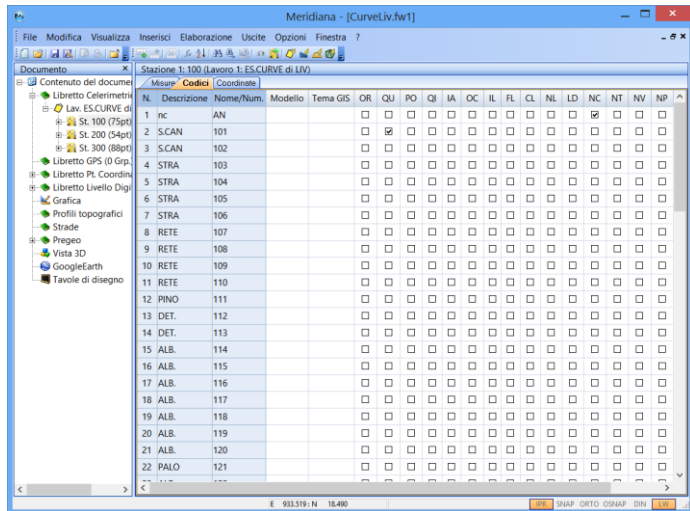 Meridiana - [CurveLiv.fw1]
File Modifica Visualizza Inserisci Elaborazione Uscite Opzioni Finestra ?
Documento
Contenuto del docume
Libretto Celerimetri
Lav. ES.CURVE di
St. 100 (75pt)
St. 200 (54pt)
St. 300 (88pt)
Libretto GPS (0 Grp.
Libretto Pt. Coordin
Libretto Livello Digi
Grafica
Profili topografici
Strade
Pregeo
Vista 3D
GoogleEarth
Tavole di disegno
Stazione 1: 100 (Lavoro 1: ES.CURVE di LIV)
Misure Codici Coordinate
N. Descrizione Nome/Num. Modello Tema GIS OR QU PO QI IA OC IL FL CL NL LD NC NT NV NP
1 nc AN
2 S.CAN 101
3 S.CAN 102
4 STRA 103
5 STRA 104
6 STRA 105
7 STRA 106
8 RETE 107
9 RETE 108
10 RETE 109
11 RETE 110
12 PINO 111
13 DET. 112
14 DET. 113
15 ALB. 114
16 ALB. 115
17 ALB. 116
18 ALB. 117
19 ALB. 118
20 ALB. 119
21 ALB. 120
22 PALO 121
E 933.519 : N 18.490
IPR SNAP ORTO OSNAP DIN LW